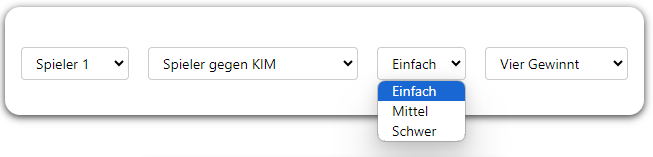 Spieler 1 Spieler gegen KIM Einfach Vier Gewinnt
Einfach
Mittel
Schwer